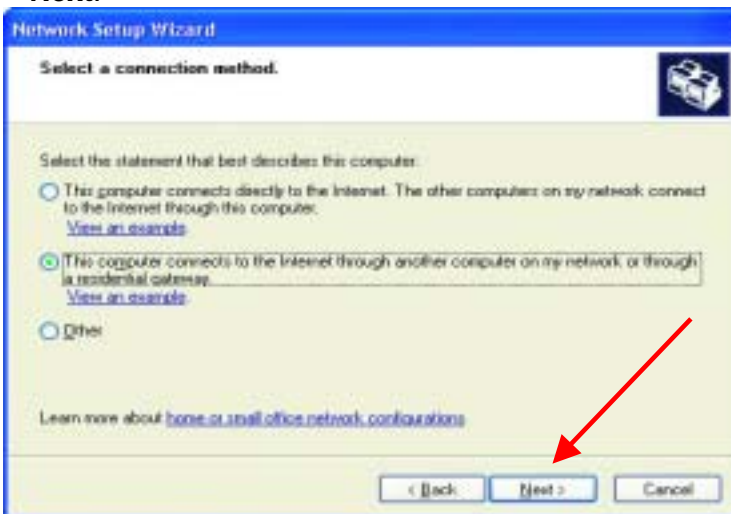 Next.
Network Setup Wizard
Select a connection method.
Select the statement that best describes this computer:
This computer connects directly to the Internet. The other computers on my network connect
to the Internet through this computer.
View an example.
This computer connects to the Internet through another computer on my network or through
a residential gateway.
View an example.
Other
Learn more about home or small office network configurations.
< Back
Next >
Cancel